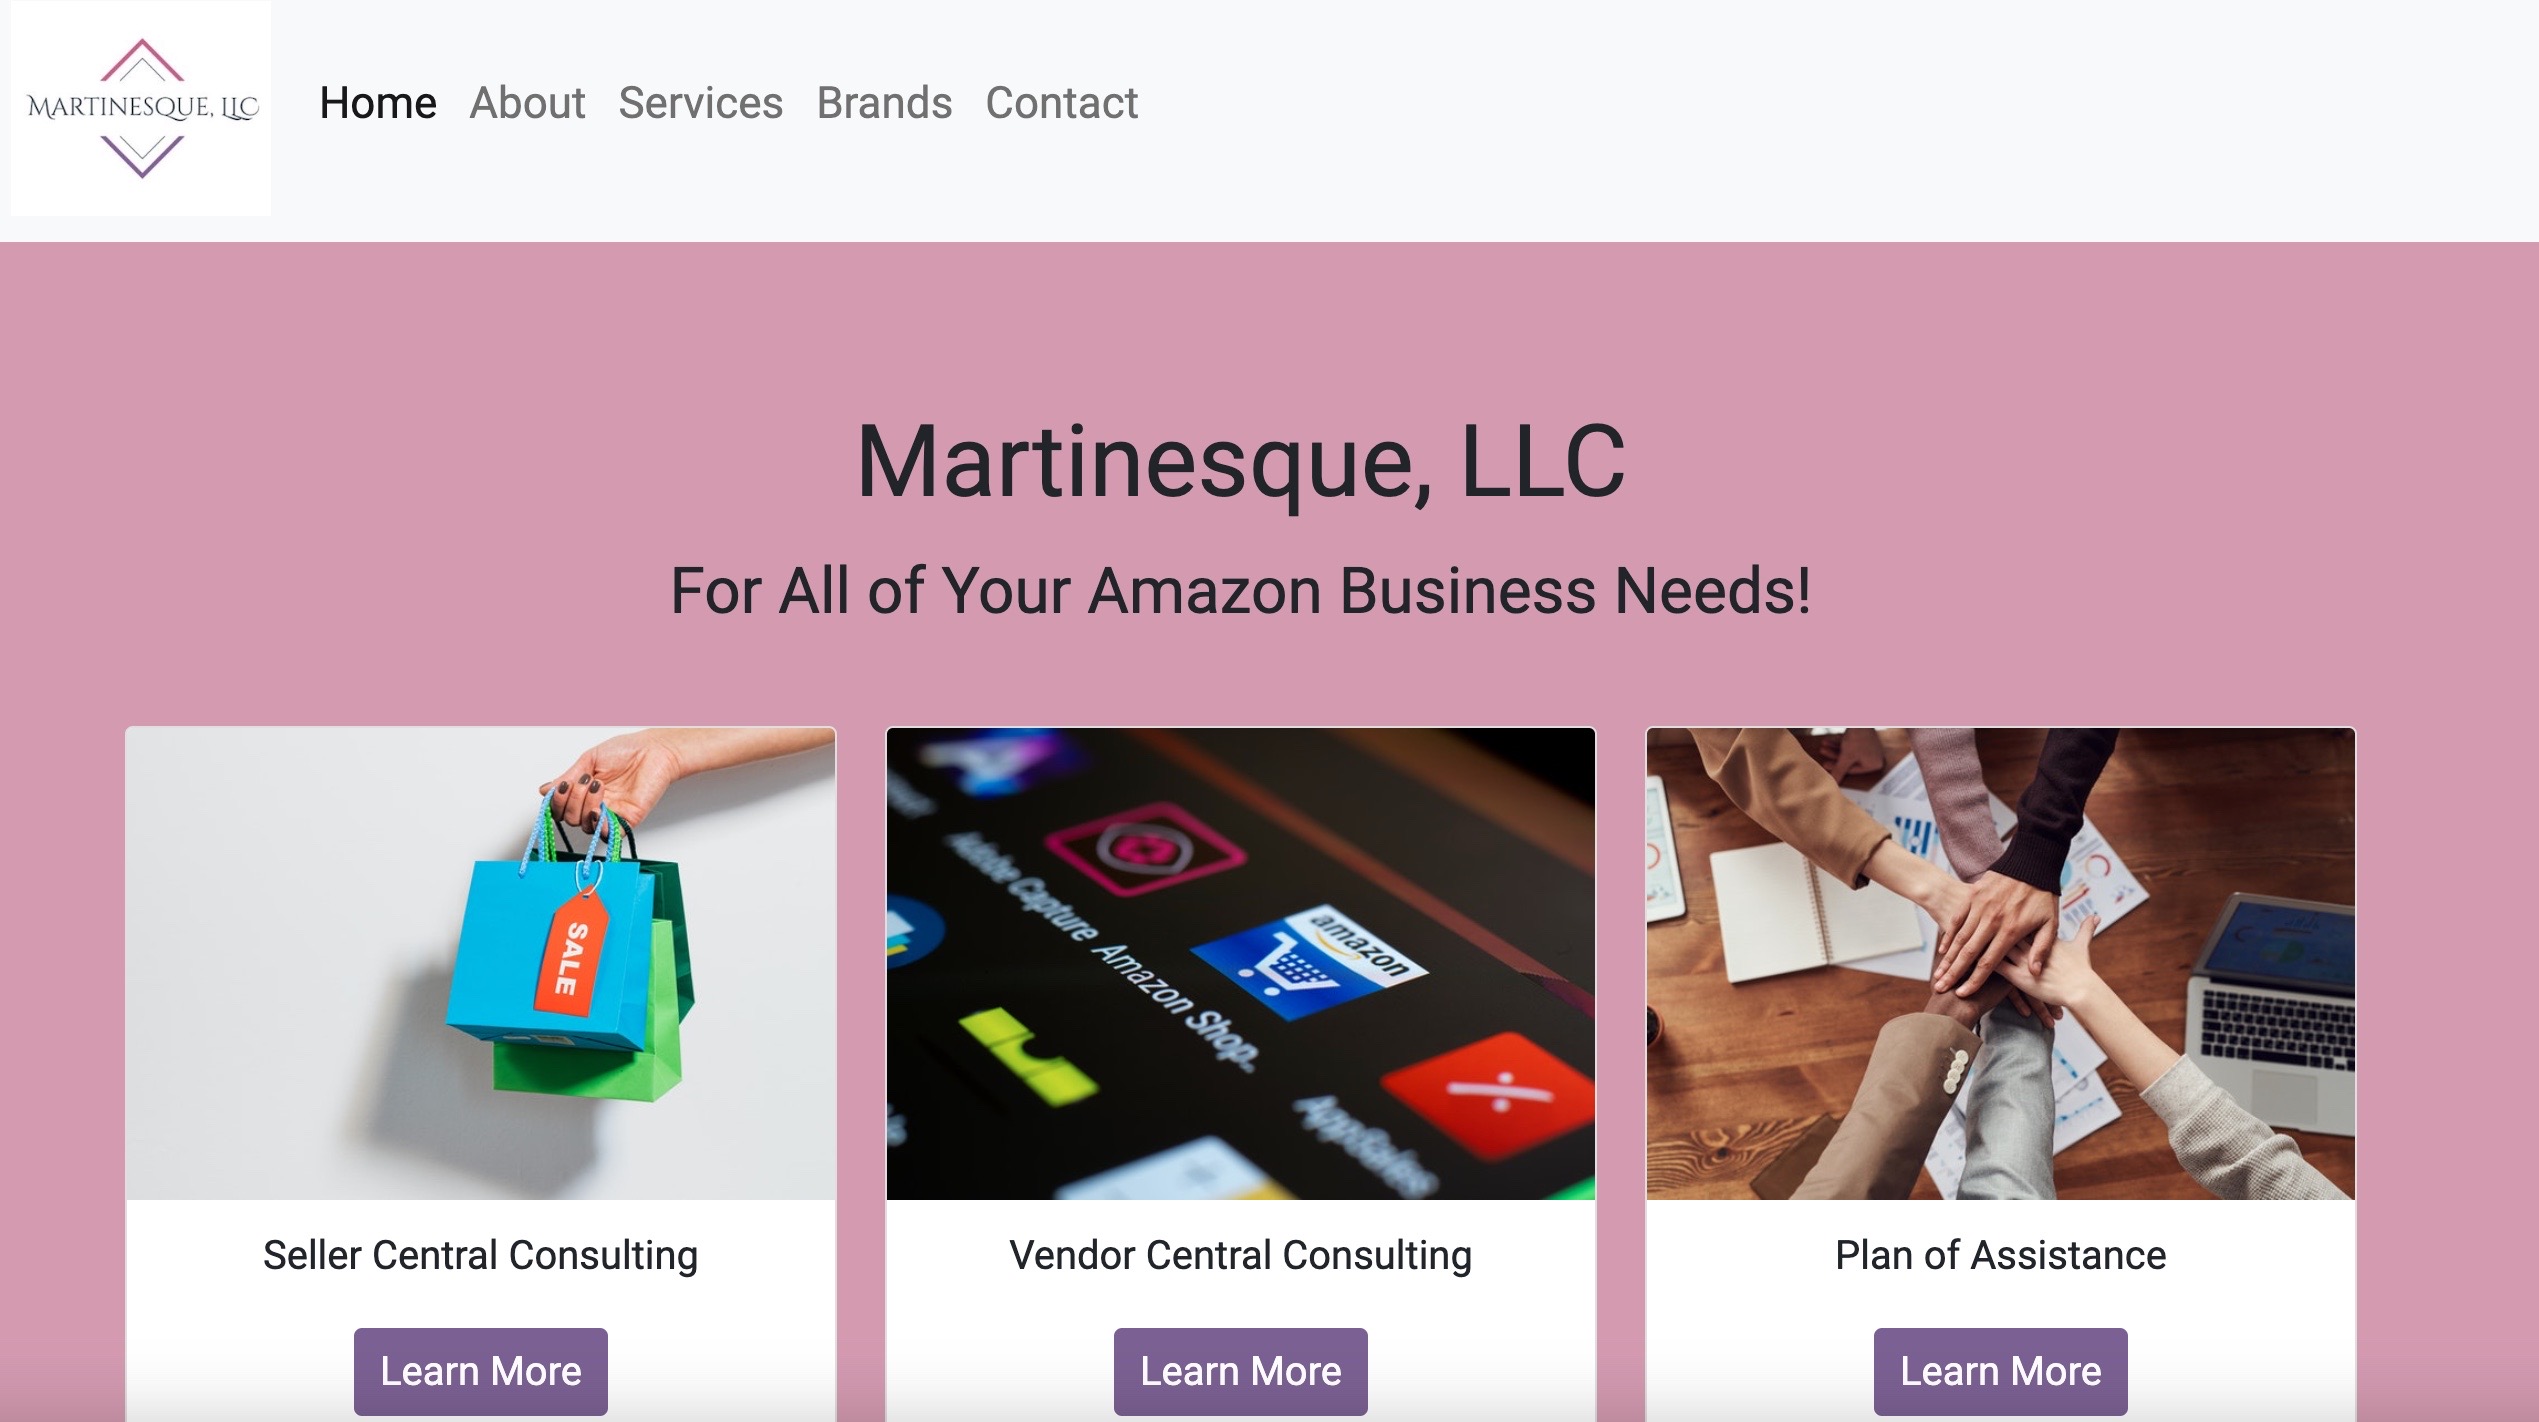 MARTINESQUE, LLC
Home About Services Brands Contact
Martinesque, LLC
For All of Your Amazon Business Needs!
SALE
Adobe Capture
Amazon Shop.
amazon
AppSales
Seller Central Consulting
Vendor Central Consulting
Plan of Assistance
Learn More
Learn More
Learn More